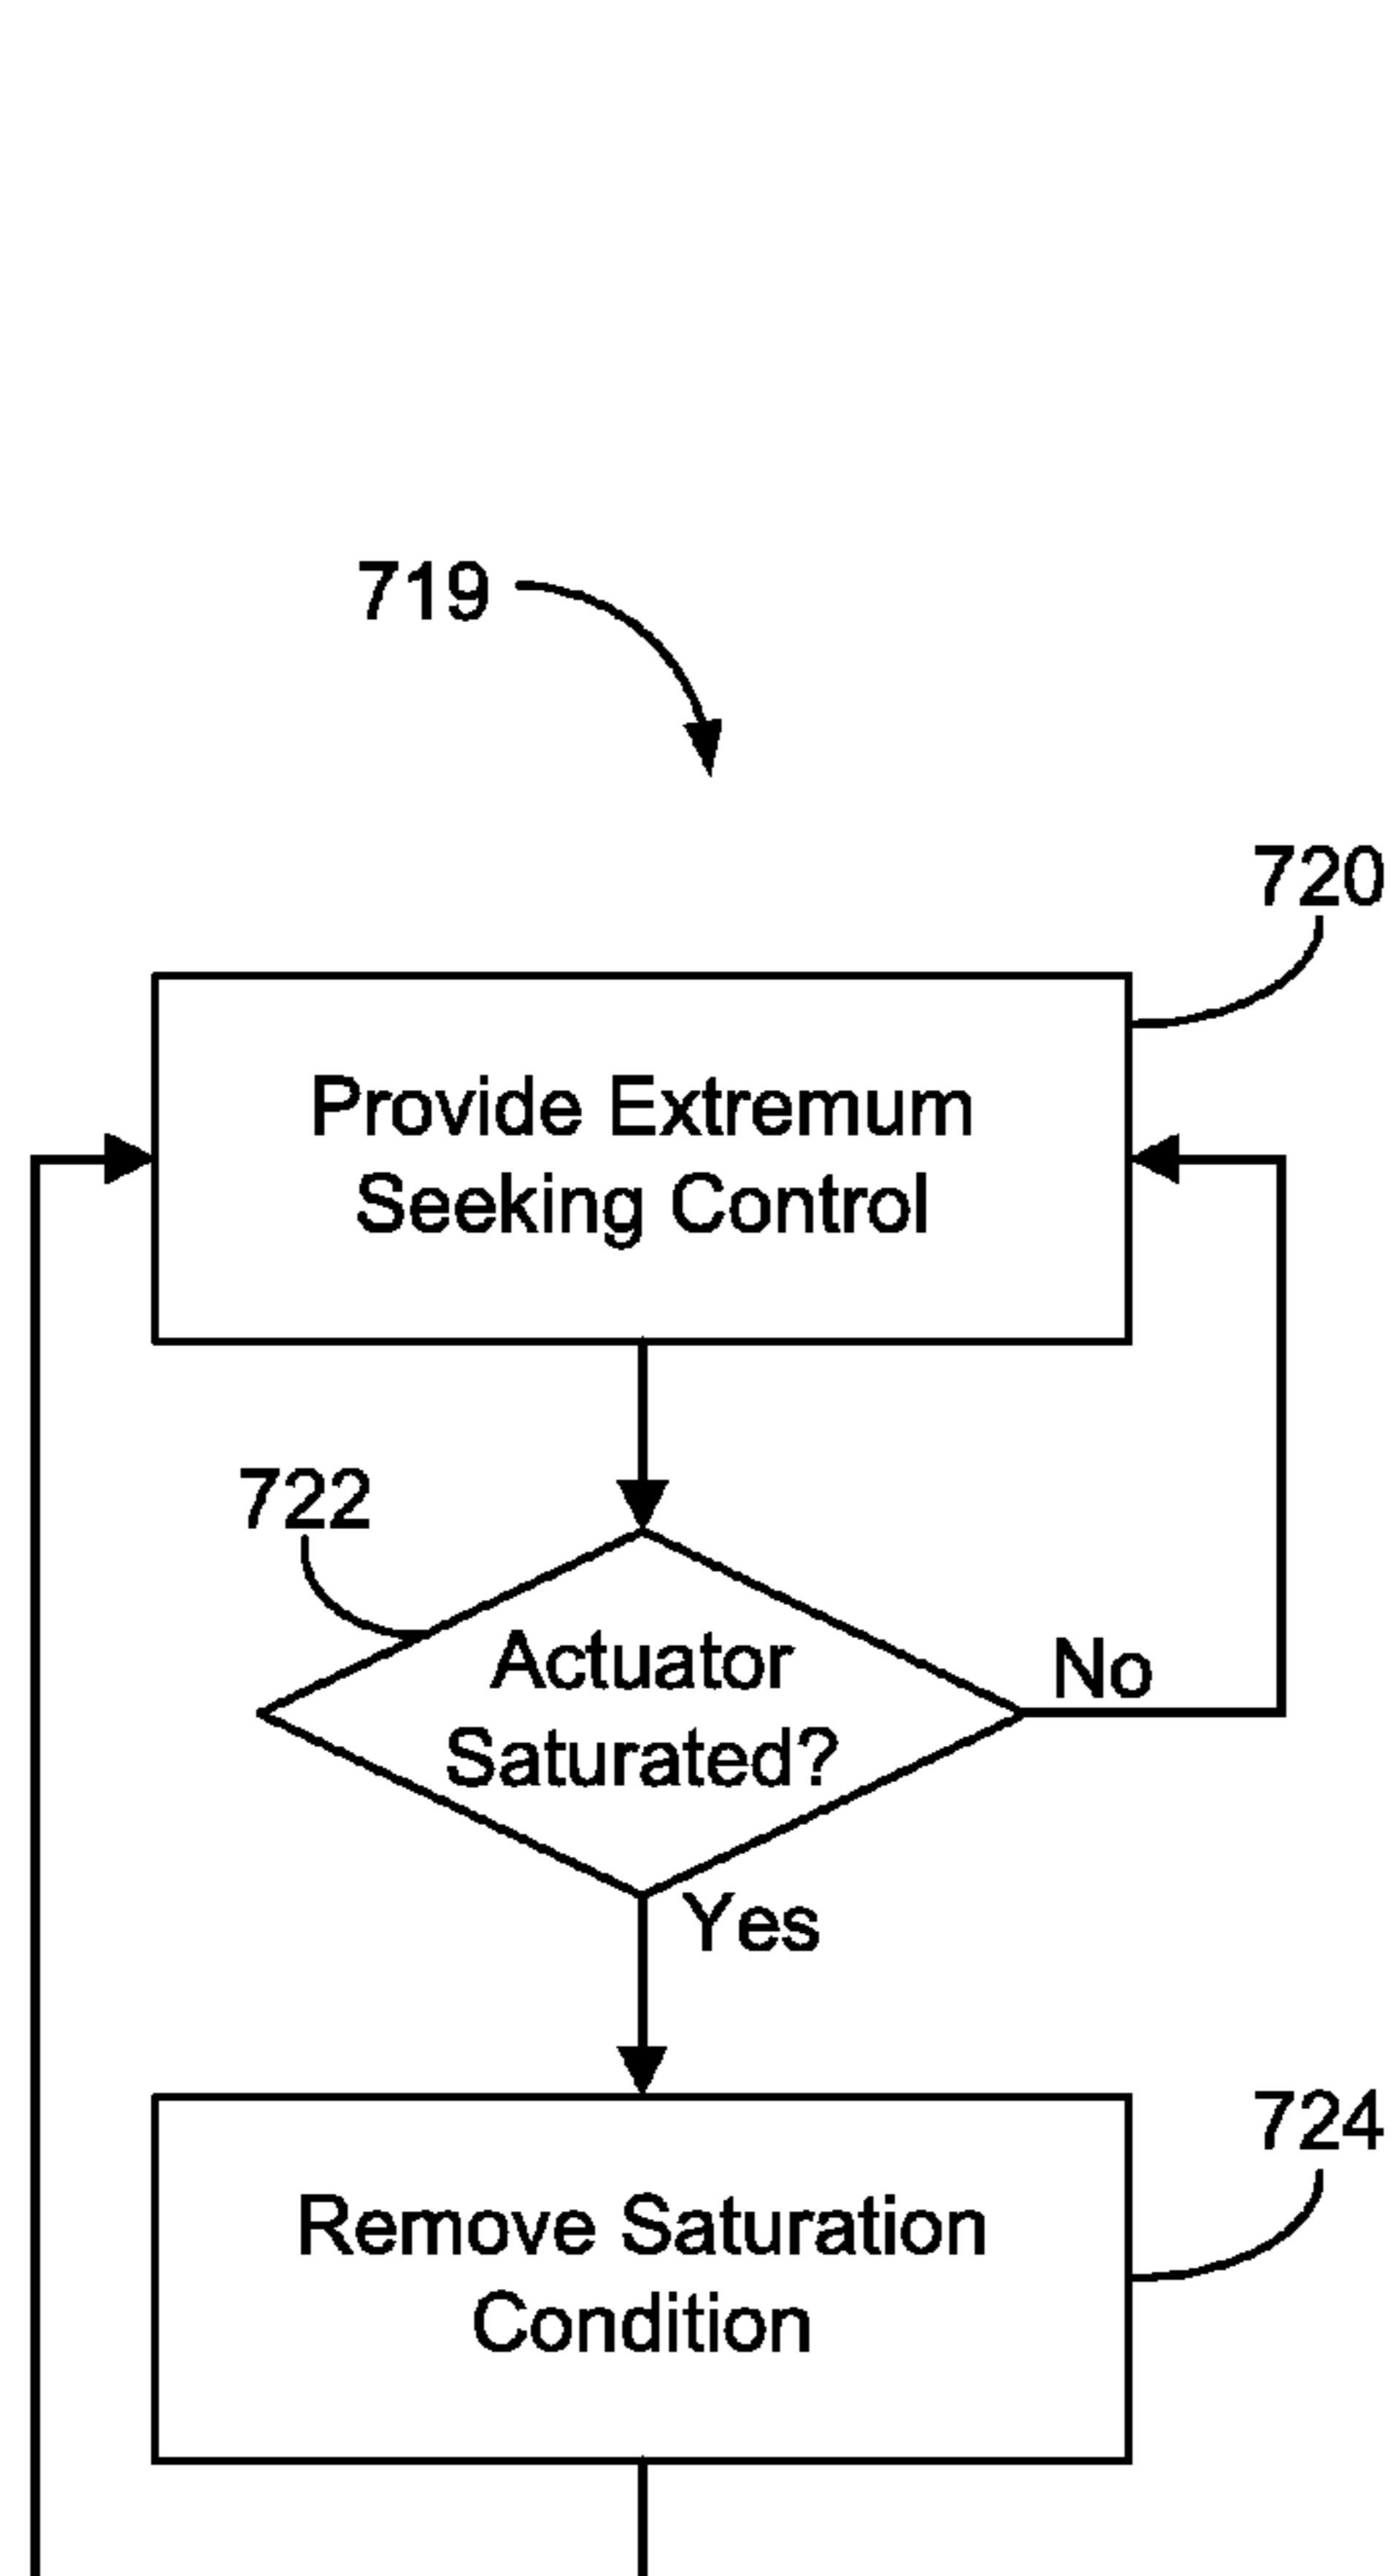 719
720
Provide Extremum
Seeking Control
722
Actuator
Saturated?
No
Yes
724
Remove Saturation
Condition